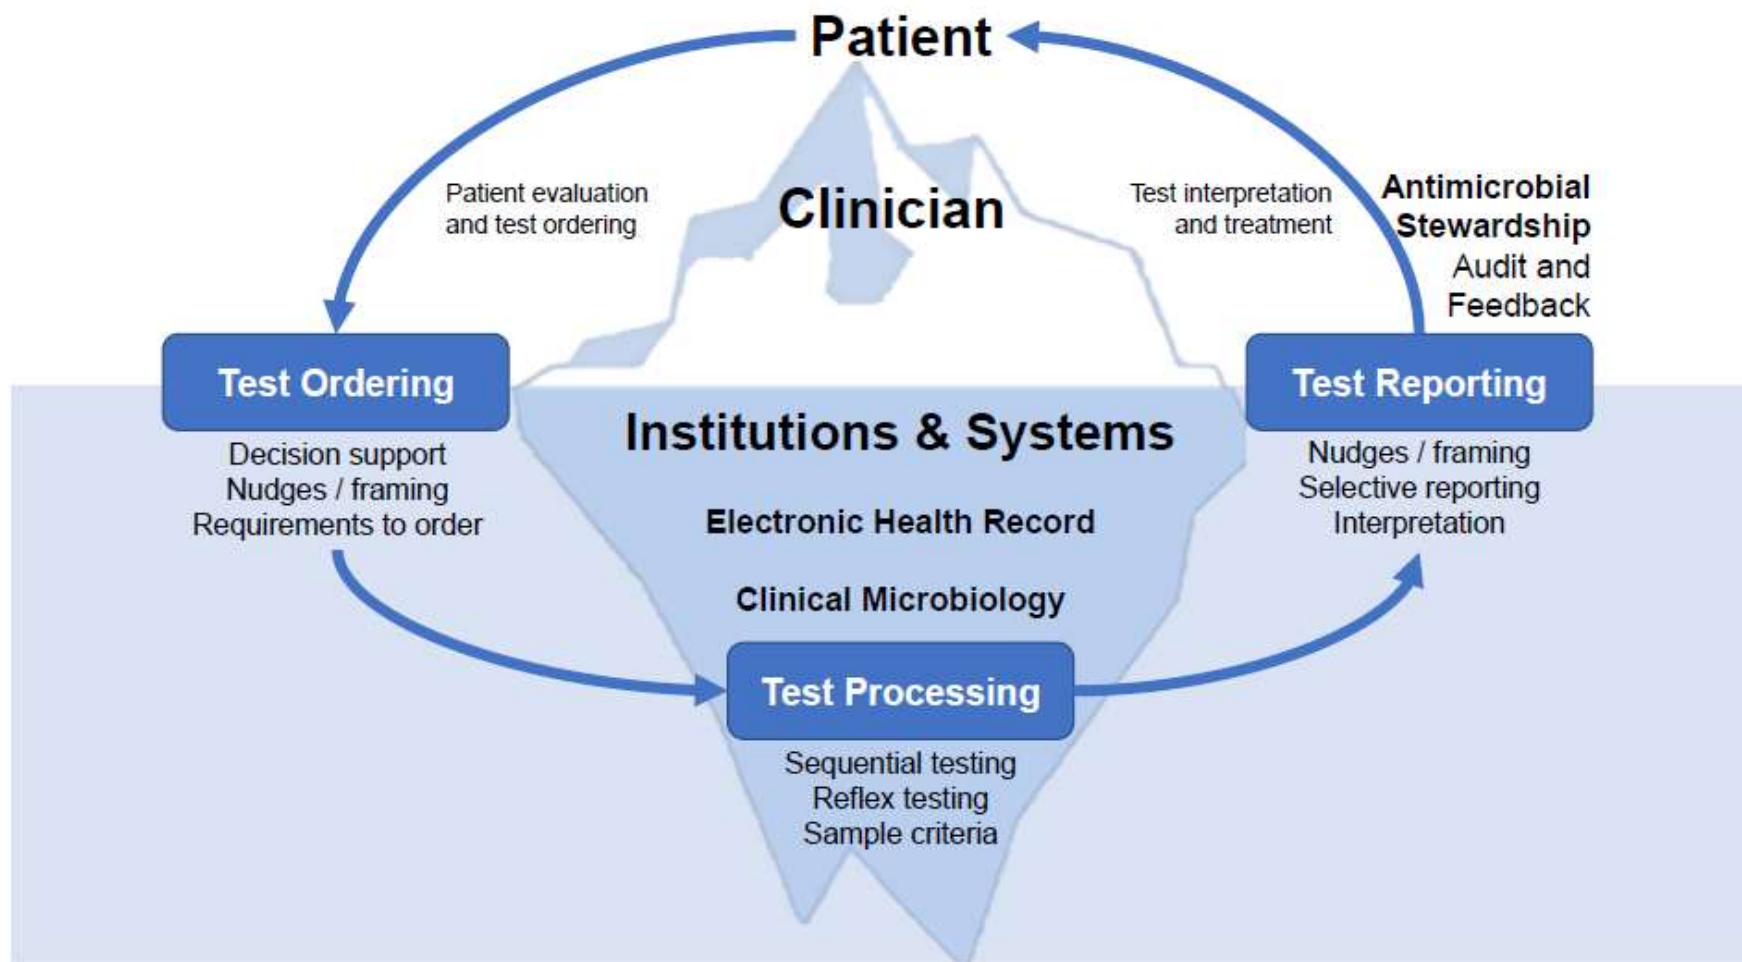 Patient
Patient evaluation
and test ordering
Clinician
Test interpretation
and treatment
Antimicrobial
Stewardship
Audit and
Feedback
Test Ordering
Decision support
Nudges / framing
Requirements to order
Institutions & Systems
Electronic Health Record
Clinical Microbiology
Test Processing
Sequential testing
Reflex testing
Sample criteria
Test Reporting
Nudges / framing
Selective reporting
Interpretation